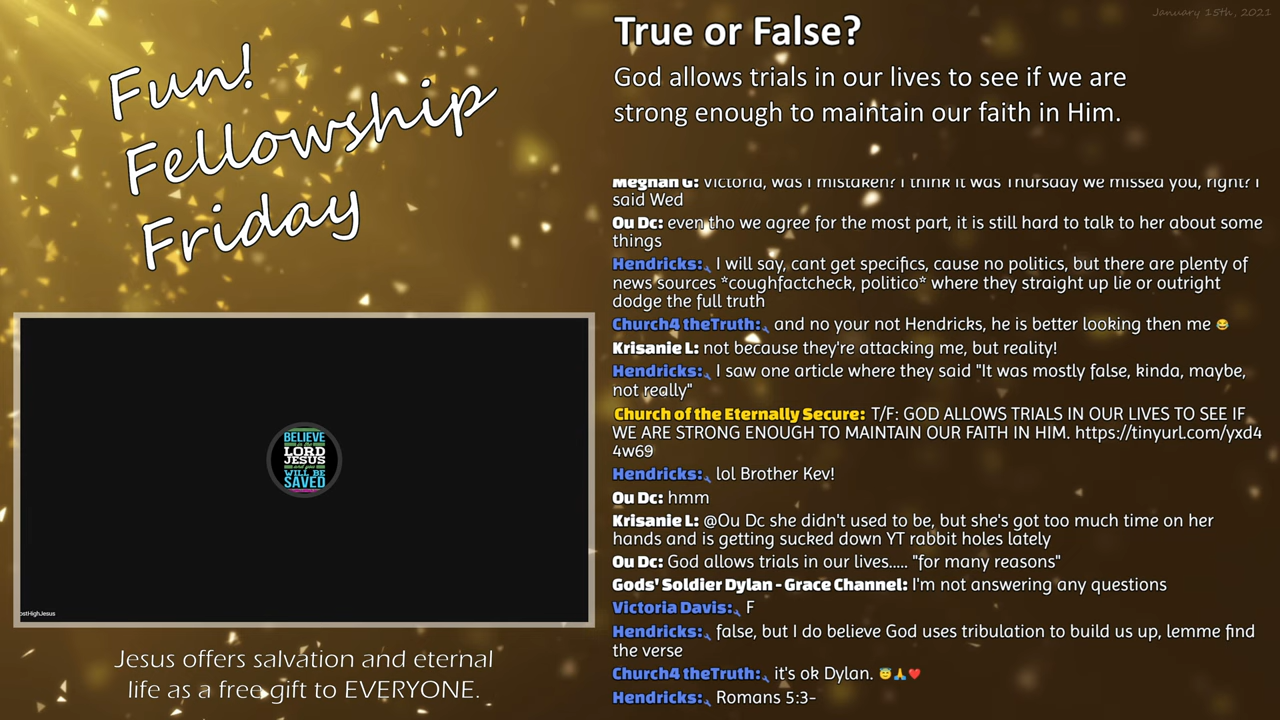 January 15th, 2021
Fun!
Fellowship
Friday
BELIEVE
LORD
JESUS
and you
WILL BE
SAVED
ostHighJesus
Jesus offers salvation and eternal
life as a free gift to EVERYONE.
True or False?
God allows trials in our lives to see if we are
strong enough to maintain our faith in Him.
Meghan G: Victoria, was I mistaken? I think it was Thursday we missed you, right? I
said Wed
Ou Dc: even tho we agree for the most part, it is still hard to talk to her about some
things
Hendricks: I will say, cant get specifics, cause no politics, but there are plenty of
news sources *coughfactcheck, politico* where they straight up lie or outright
dodge the full truth
Church4 theTruth: and no your not Hendricks, he is better looking then me 😂
Krisanie L: not because they're attacking me, but reality!
Hendricks: I saw one article where they said "It was mostly false, kinda, maybe,
not really"
Church of the Eternally Secure: T/F: GOD ALLOWS TRIALS IN OUR LIVES TO SEE IF
WE ARE STRONG ENOUGH TO MAINTAIN OUR FAITH IN HIM. https://tinyurl.com/yxd4
4w69
Hendricks: lol Brother Kev!
Ou Dc: hmm
Krisanie L: @Ou Dc she didn't used to be, but she's got too much time on her
hands and is getting sucked down YT rabbit holes lately
Ou Dc: God allows trials in our lives..... "for many reasons"
Gods' Soldier Dylan - Grace Channel: I'm not answering any questions
Victoria Davis: F
Hendricks: false, but I do believe God uses tribulation to build us up, lemme find
the verse
Church4 theTruth: it's ok Dylan. 😇🙏❤️
Hendricks: Romans 5:3-